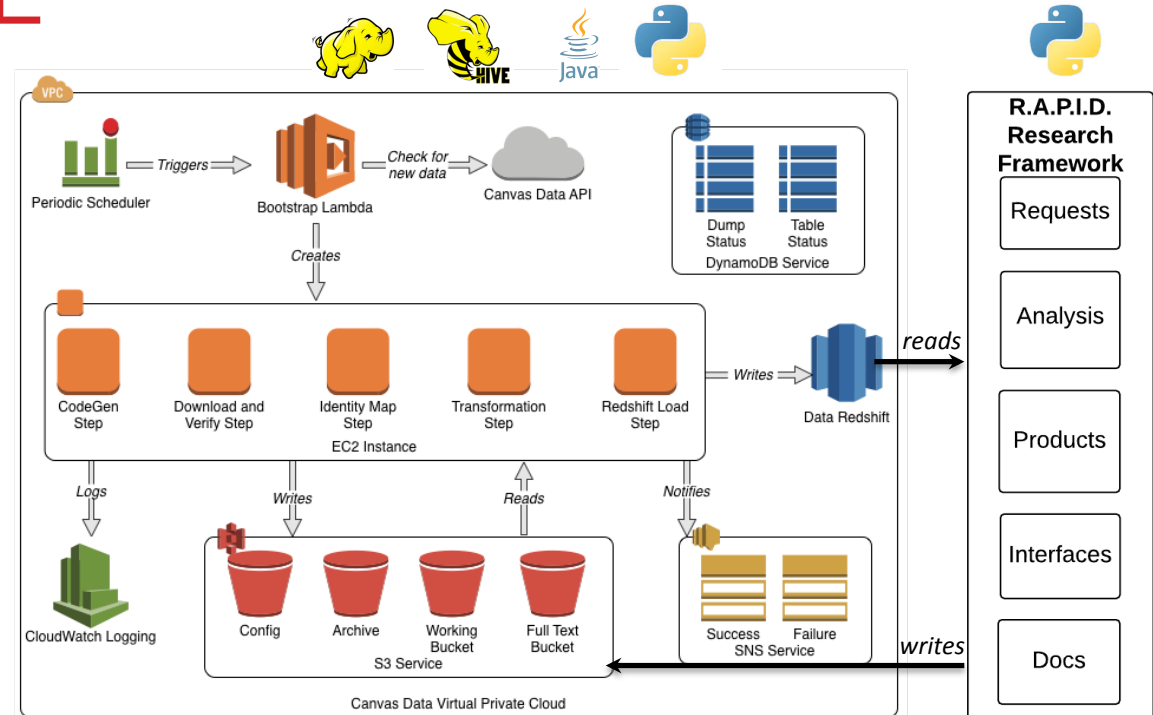 HIVE
Java
VPC
Periodic Scheduler
Triggers
Bootstrap Lambda
Check for
new data
Canvas Data API
Creates
Dump
Status
Table
Status
DynamoDB Service
CodeGen
Step
Download and
Verify Step
Identity Map
Step
Transformation
Step
Redshift Load
Step
EC2 Instance
Writes
Data Redshift
reads
Logs
Writes
Reads
Notifies
CloudWatch Logging
Config
Archive
Working
Bucket
Full Text
Bucket
S3 Service
Success
Failure
SNS Service
writes
Canvas Data Virtual Private Cloud
R.A.P.I.D.
Research
Framework
Requests
Analysis
Products
Interfaces
Docs